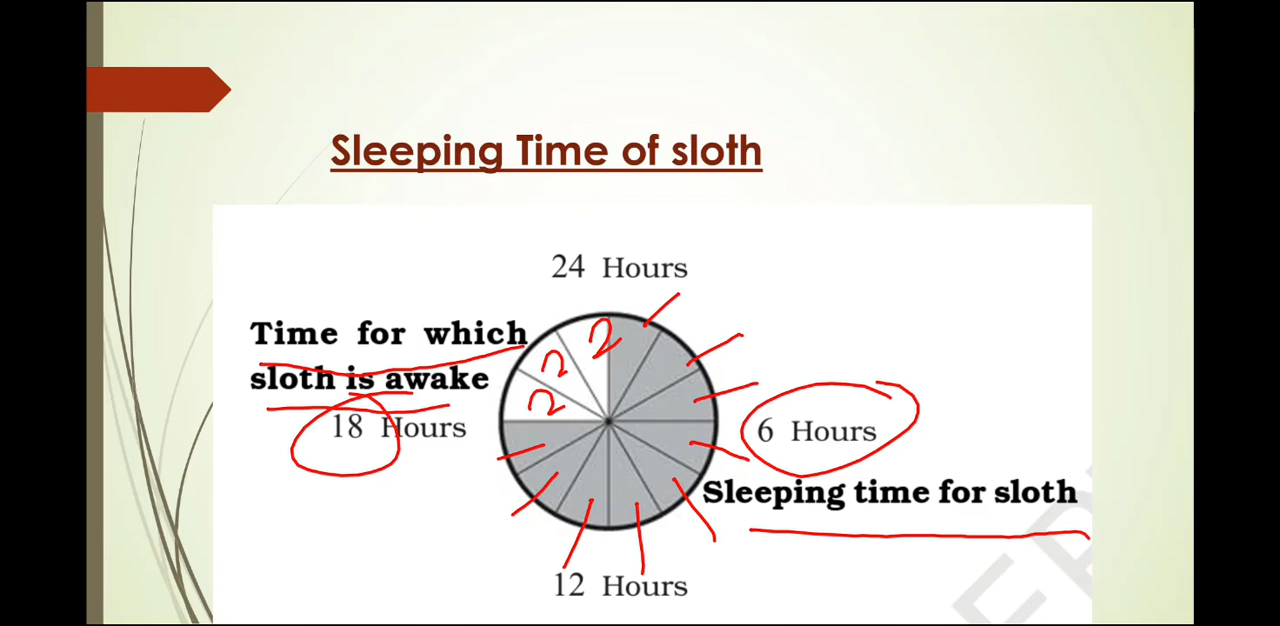 Sleeping Time of sloth
24 Hours
Time for which
sloth is awake
2
2
2
18 Hours
6 Hours
Sleeping time for sloth
12 Hours